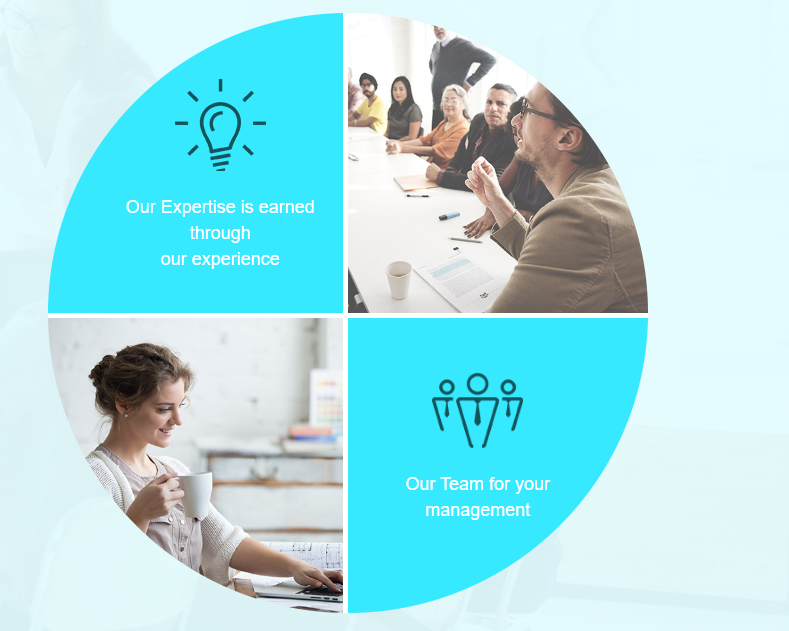 Our Expertise is earned
through
our experience
Our Team for your
management